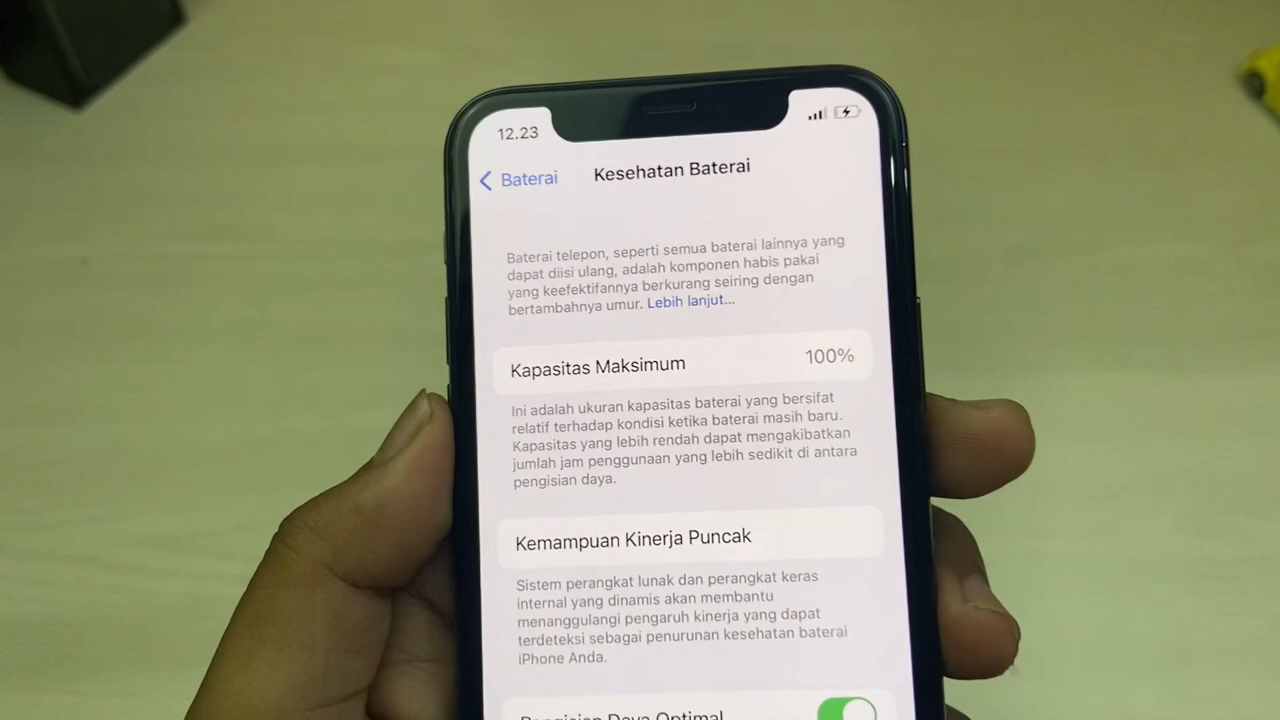 12.23
Baterai
Kesehatan Baterai
Baterai telepon, seperti semua baterai lainnya yang
dapat diisi ulang, adalah komponen habis pakai
yang keefektifannya berkurang seiring dengan
bertambahnya umur. Lebih lanjut...
Kapasitas Maksimum 100%
Ini adalah ukuran kapasitas baterai yang bersifat
relatif terhadap kondisi ketika baterai masih baru.
Kapasitas yang lebih rendah dapat mengakibatkan
jumlah jam penggunaan yang lebih sedikit di antara
pengisian daya.
Kemampuan Kinerja Puncak
Sistem perangkat lunak dan perangkat keras
internal yang dinamis akan membantu
menanggulangi pengaruh kinerja yang dapat
terdeteksi sebagai penurunan kesehatan baterai
iPhone Anda.
Pengisian Daya Optimal